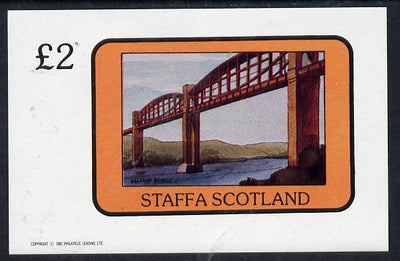 £2
STAFFA SCOTLAND
COPYRIGHT (C) 1982 PHILATELIC LEASING LTD.